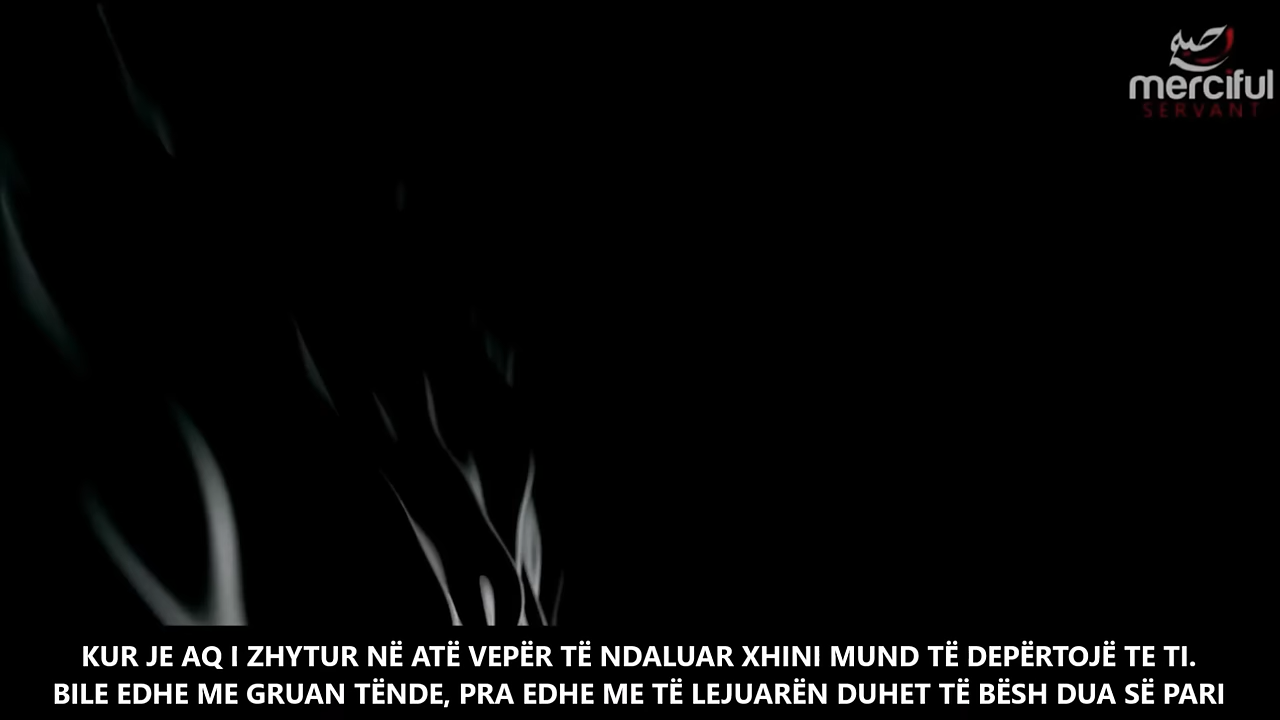 merciful
SERVANT
KUR JE AQ I ZHYTUR NË ATË VEPËR TË NDALUAR XHINI MUND TË DEPËRTOJË TE TI.
BILE EDHE ME GRUAN TËNDE, PRA EDHE ME TË LEJUARËN DUHET TË BËSH DUA SË PARI